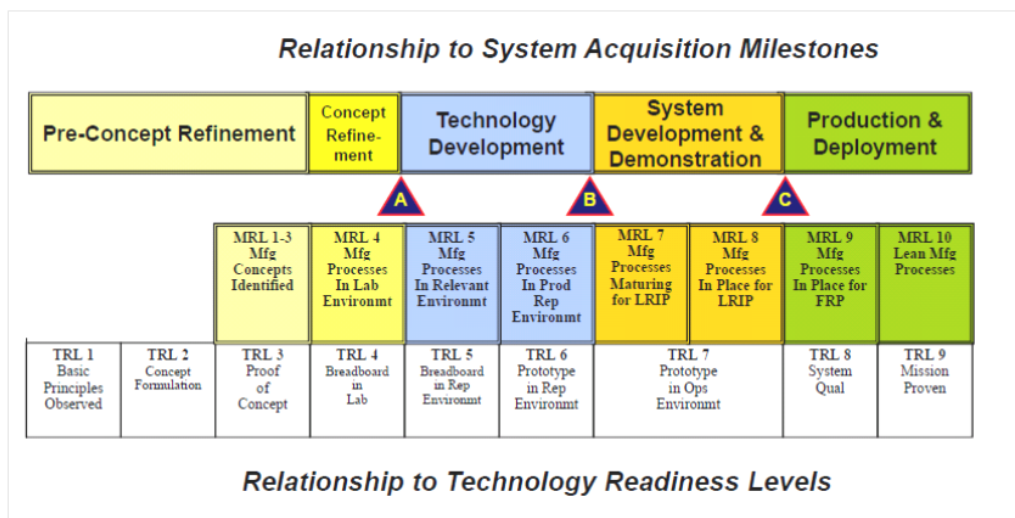 Relationship to System Acquisition Milestones
Pre-Concept Refinement
Concept
Refine-
ment
Technology
Development
System
Development &
Demonstration
Production &
Deployment
A
B
C
MRL 1-3
Mfg
Concepts
Identified
MRL 4
Mfg
Processes
In Lab
Environmt
MRL 5
Mfg
Processes
In Relevant
Environmt
MRL 6
Mfg
Processes
In Prod
Rep
Environmt
MRL 7
Mfg
Processes
Maturing
for LRIP
MRL 8
Mfg
Processes
In Place for
LRIP
MRL 9
Mfg
Processes
In Place for
FRP
MRL 10
Lean Mfg
Processes
TRL 1
Basic
Principles
Observed
TRL 2
Concept
Formulation
TRL 3
Proof
of
Concept
TRL 4
Breadboard
in
Lab
TRL 5
Breadboard
in Rep
Environmt
TRL 6
Prototype
in Rep
Environmt
TRL 7
Prototype
in Ops
Environmt
TRL 8
System
Qual
TRL 9
Mission
Proven
Relationship to Technology Readiness Levels